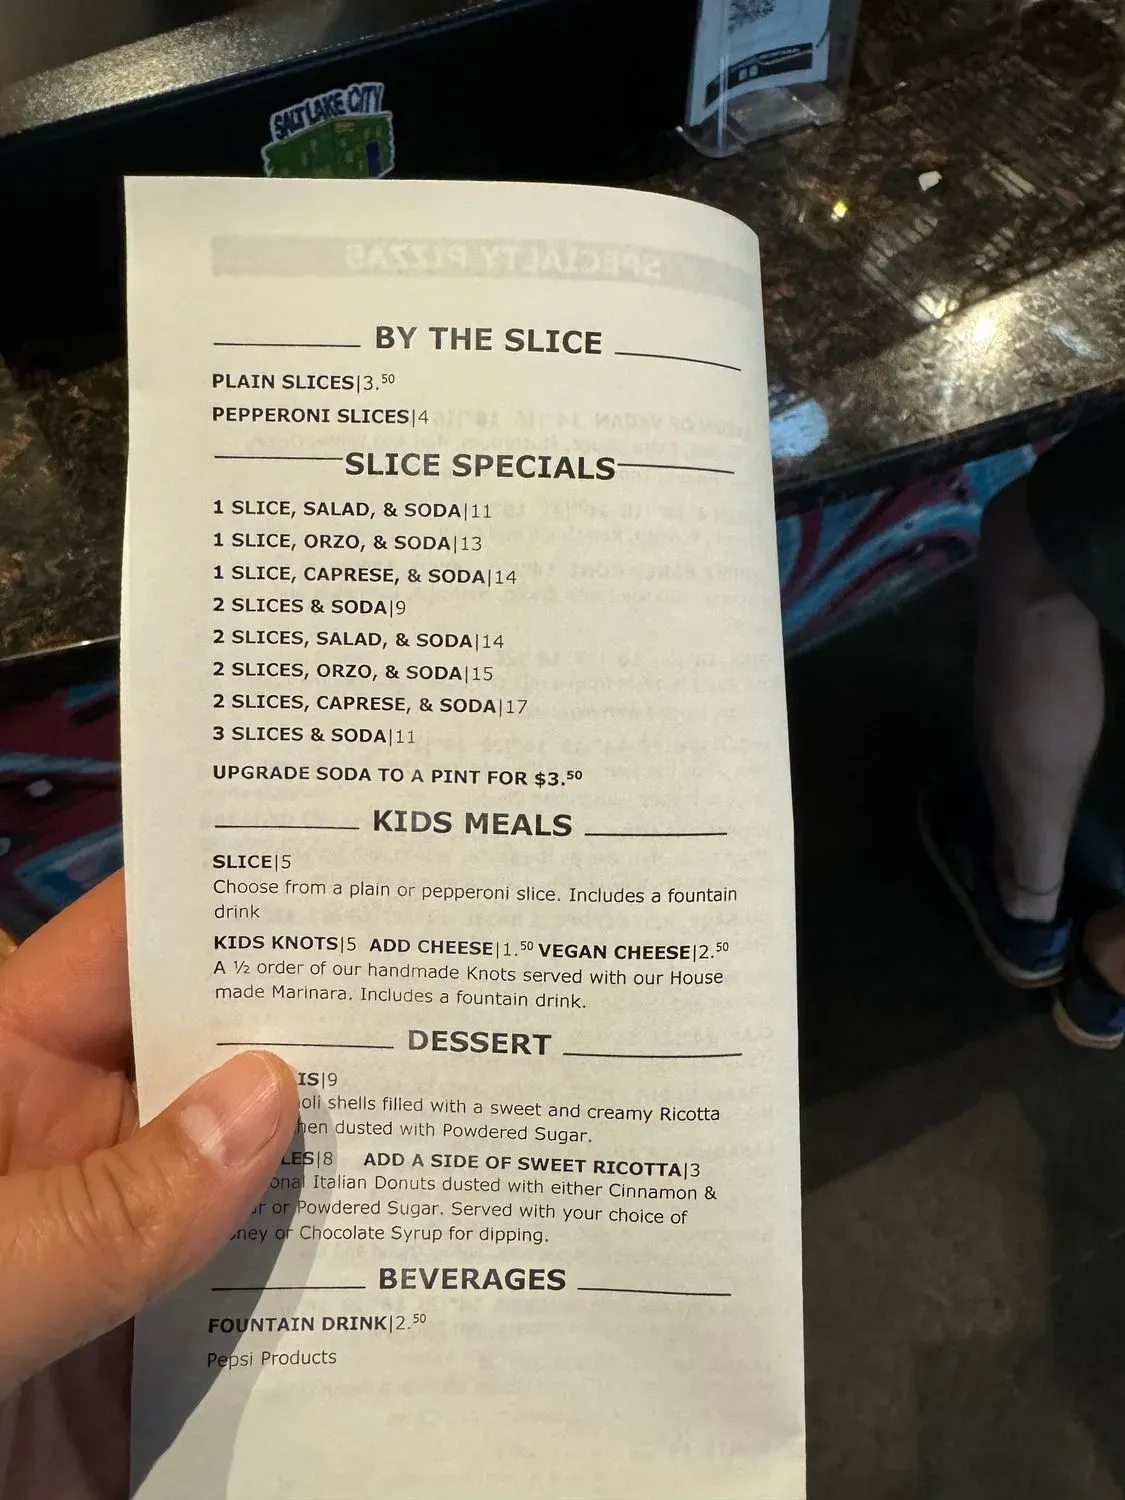 SALT LAKE CITY
SPECIALTY PIZZAS
BY THE SLICE
PLAIN SLICES|3.50
PEPPERONI SLICES|4
SLICE SPECIALS
1 SLICE, SALAD, & SODA|11
1 SLICE, ORZO, & SODA|13
1 SLICE, CAPRESE, & SODA|14
2 SLICES & SODA|9
2 SLICES, SALAD, & SODA|14
2 SLICES, ORZO, & SODA|15
2 SLICES, CAPRESE, & SODA|17
3 SLICES & SODA|11
UPGRADE SODA TO A PINT FOR $3.50
KIDS MEALS
SLICE|5
Choose from a plain or pepperoni slice. Includes a fountain
drink
KIDS KNOTS|5 ADD CHEESE|1.50 VEGAN CHEESE|2.50
A ½ order of our handmade Knots served with our House
made Marinara. Includes a fountain drink.
DESSERT
IS|9
oli shells filled with a sweet and creamy Ricotta
hen dusted with Powdered Sugar.
LES|8 ADD A SIDE OF SWEET RICOTTA|3
onal Italian Donuts dusted with either Cinnamon &
ar or Powdered Sugar. Served with your choice of
ney or Chocolate Syrup for dipping.
BEVERAGES
FOUNTAIN DRINK|2.50
Pepsi Products